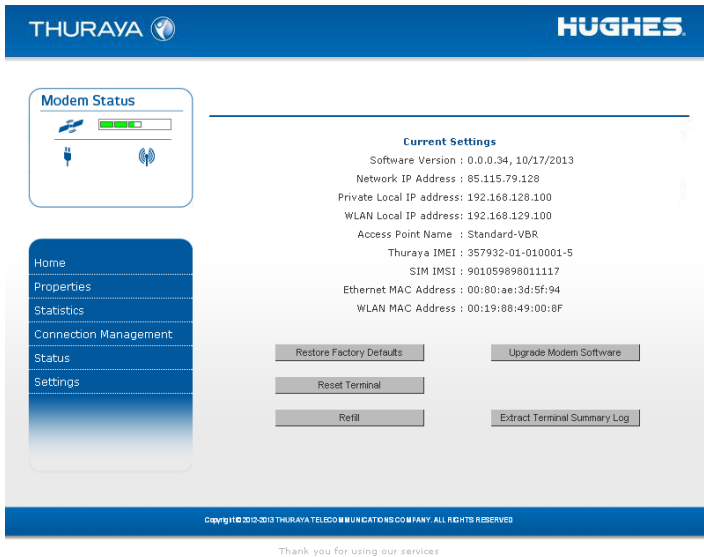 THURAYA
HUGHES.
Modem Status
Current Settings
Software Version : 0.0.0.34, 10/17/2013
Network IP Address : 85.115.79.128
Private Local IP address: 192.168.128.100
WLAN Local IP address: 192.168.129.100
Access Point Name : Standard-VBR
Thuraya IMEI : 357932-01-010001-5
SIM IMSI : 901059898011117
Ethernet MAC Address : 00:80:ae:3d:5f:94
WLAN MAC Address : 00:19:88:49:00:8F
Home
Properties
Statistics
Connection Management
Status
Settings
Restore Factory Defaults
Upgrade Modem Software
Reset Terminal
Refill
Extract Terminal Summary Log
Copyright© 2012-2013 THURAYA TELECOMMUNICATIONS COMPANY. ALL RIGHTS RESERVED
Thank you for using our services